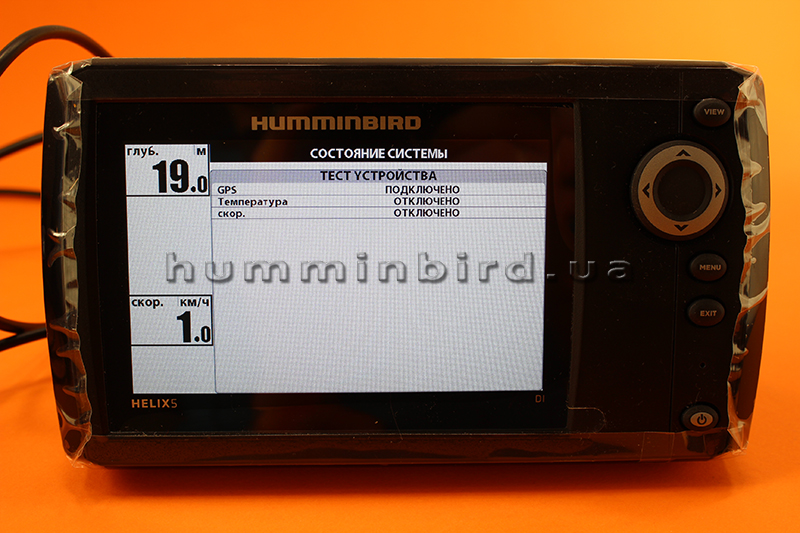 HUMMINBIRD
VIEW
глуб. м
19.0
СОСТОЯНИЕ СИСТЕМЫ
ТЕСТ УСТРОЙСТВА
GPS ПОДКЛЮЧЕНО
Температура ОТКЛЮЧЕНО
скор. ОТКЛЮЧЕНО
humminbird.ua
MENU
скор. км/ч
1.0
EXIT
HELIX5
DI